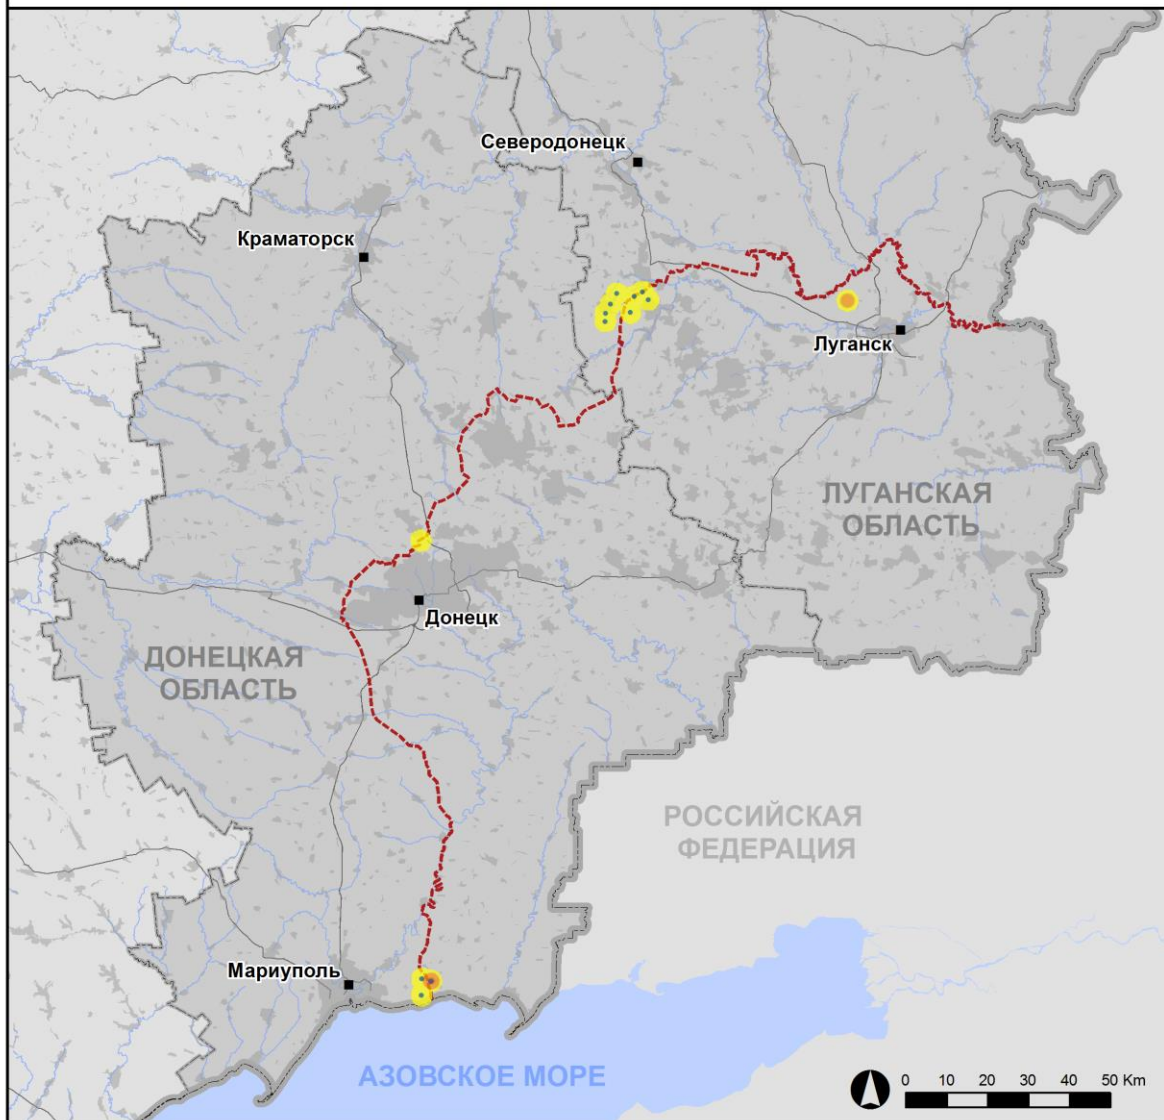 Северодонецк
Краматорск
Луганск
ЛУГАНСКАЯ
ОБЛАСТЬ
Донецк
ДОНЕЦКАЯ
ОБЛАСТЬ
РОССИЙСКАЯ
ФЕДЕРАЦИЯ
Мариуполь
АЗОВСКОЕ МОРЕ
0 10 20 30 40 50 Km